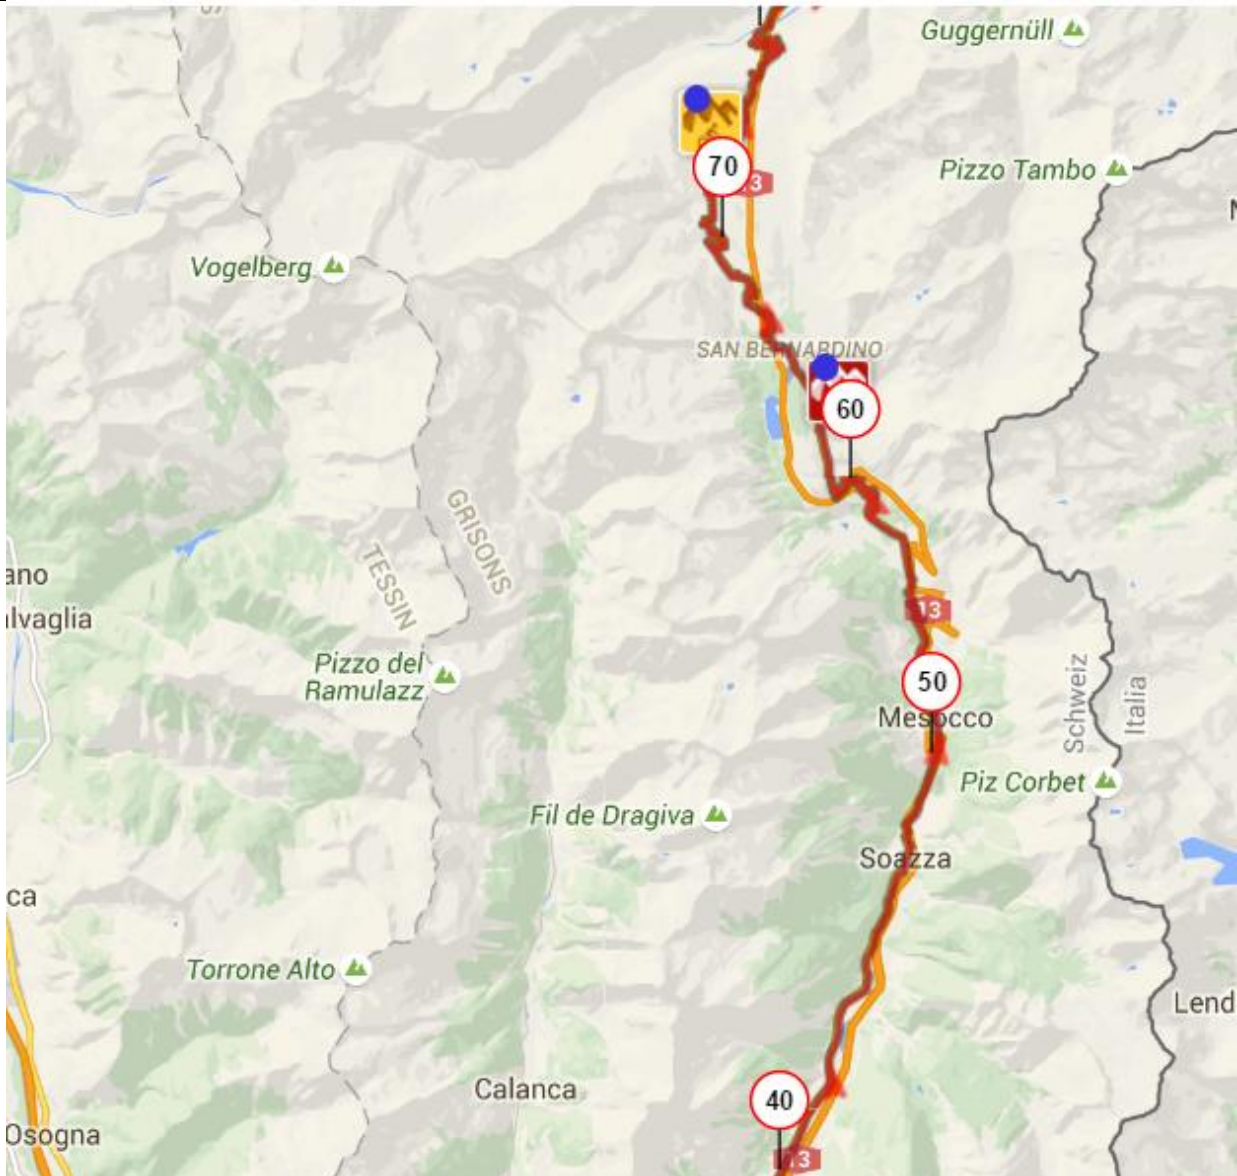 Guggernüll
Pizzo Tambo
70
13
Vogelberg
SAN BERNARDINO
60
GRISONS
TESSIN
ano
lvaglia
13
Pizzo del
Ramulazz
50
Mesocco
Schweiz
Italia
Piz Corbet
Fil de Dragiva
Soazza
ca
Torrone Alto
Lend
Calanca
40
Osogna
13